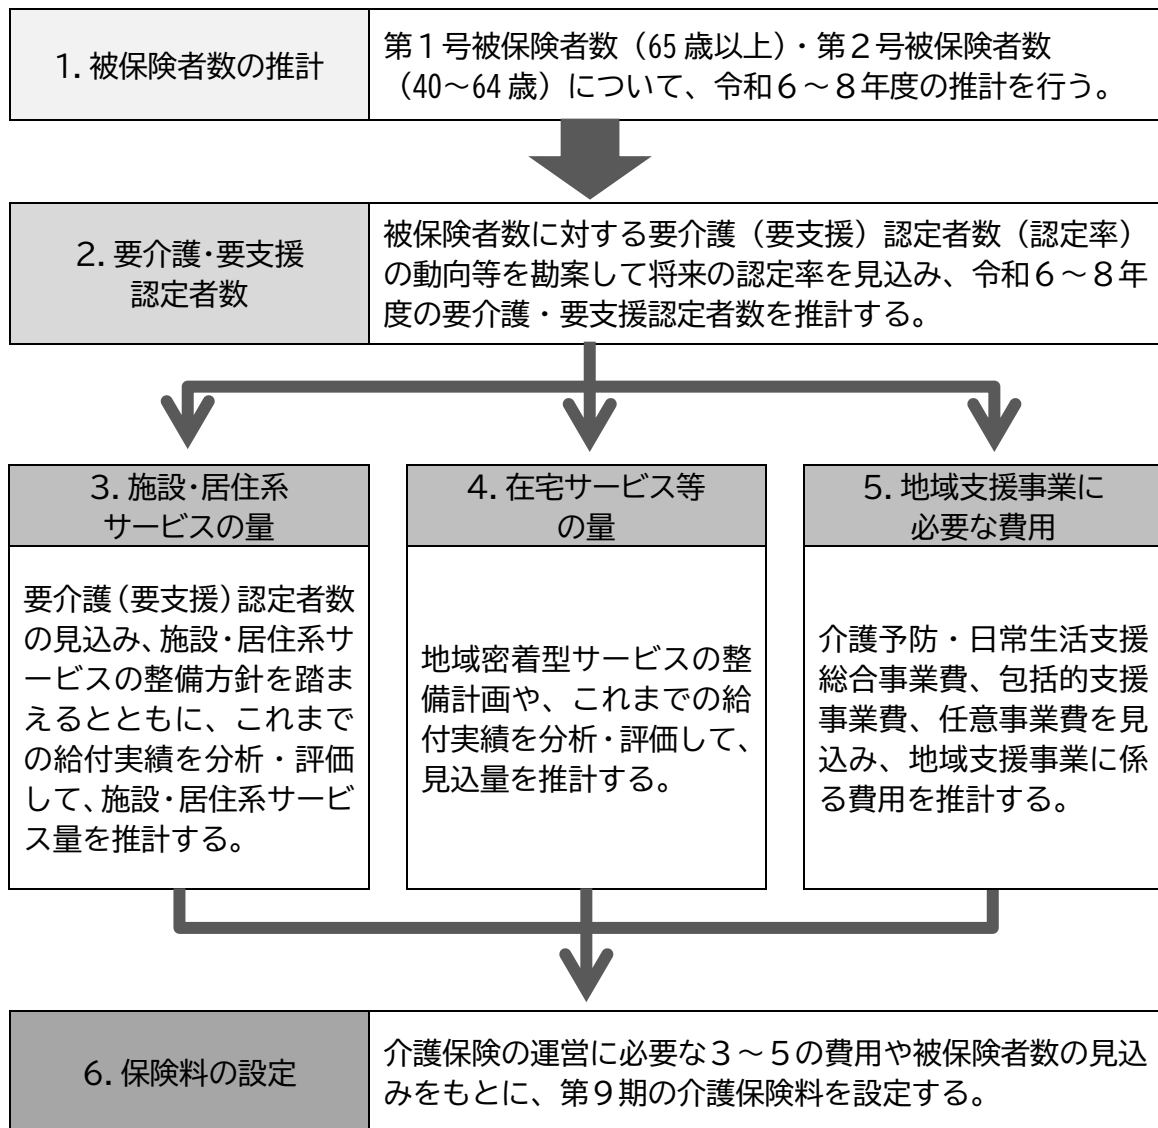 1.被保険者数の推計
第１号被保険者数（65歳以上）・第２号被保険者数
（40～64歳）について、令和６～８年度の推計を行う。
2.要介護・要支援
認定者数
被保険者数に対する要介護（要支援）認定者数（認定率）
の動向等を勘案して将来の認定率を見込み、令和６～８年
度の要介護・要支援認定者数を推計する。
3.施設・居住系
サービスの量
要介護（要支援）認定者数
の見込み、施設・居住系サ
ービスの整備方針を踏ま
えるとともに、これまで
の給付実績を分析・評価
して、施設・居住系サービ
ス量を推計する。
4.在宅サービス等
の量
地域密着型サービスの整
備計画や、これまでの給
付実績を分析・評価して、
見込量を推計する。
5.地域支援事業に
必要な費用
介護予防・日常生活支援
総合事業費、包括的支援
事業費、任意事業費を見
込み、地域支援事業に係
る費用を推計する。
6.保険料の設定
介護保険の運営に必要な３～５の費用や被保険者数の見込
みをもとに、第９期の介護保険料を設定する。